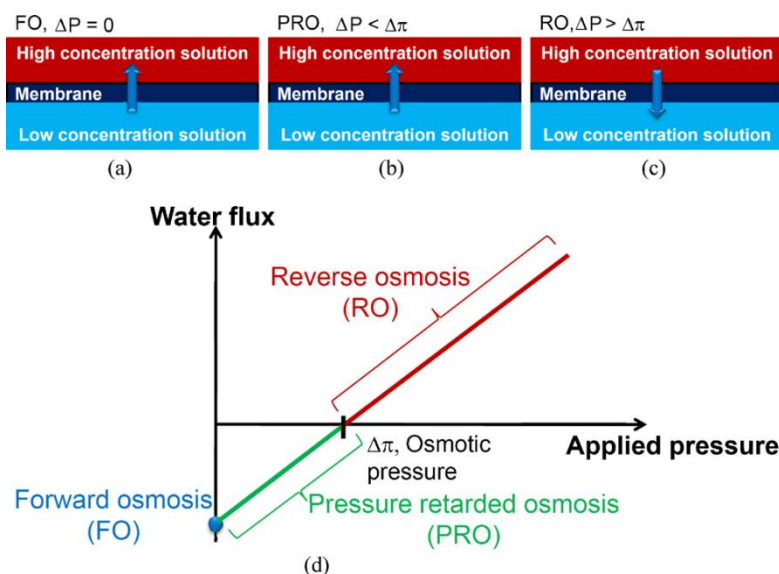 FO, ΔP = 0
High concentration solution
Membrane
Low concentration solution
(a)
PRO, ΔP < Δπ
High concentration solution
Membrane
Low concentration solution
(b)
RO,ΔP > Δπ
High concentration solution
Membrane
Low concentration solution
(c)
Water flux
Reverse osmosis
(RO)
Δπ, Osmotic
pressure
Applied pressure
Forward osmosis
(FO)
Pressure retarded osmosis
(PRO)
(d)